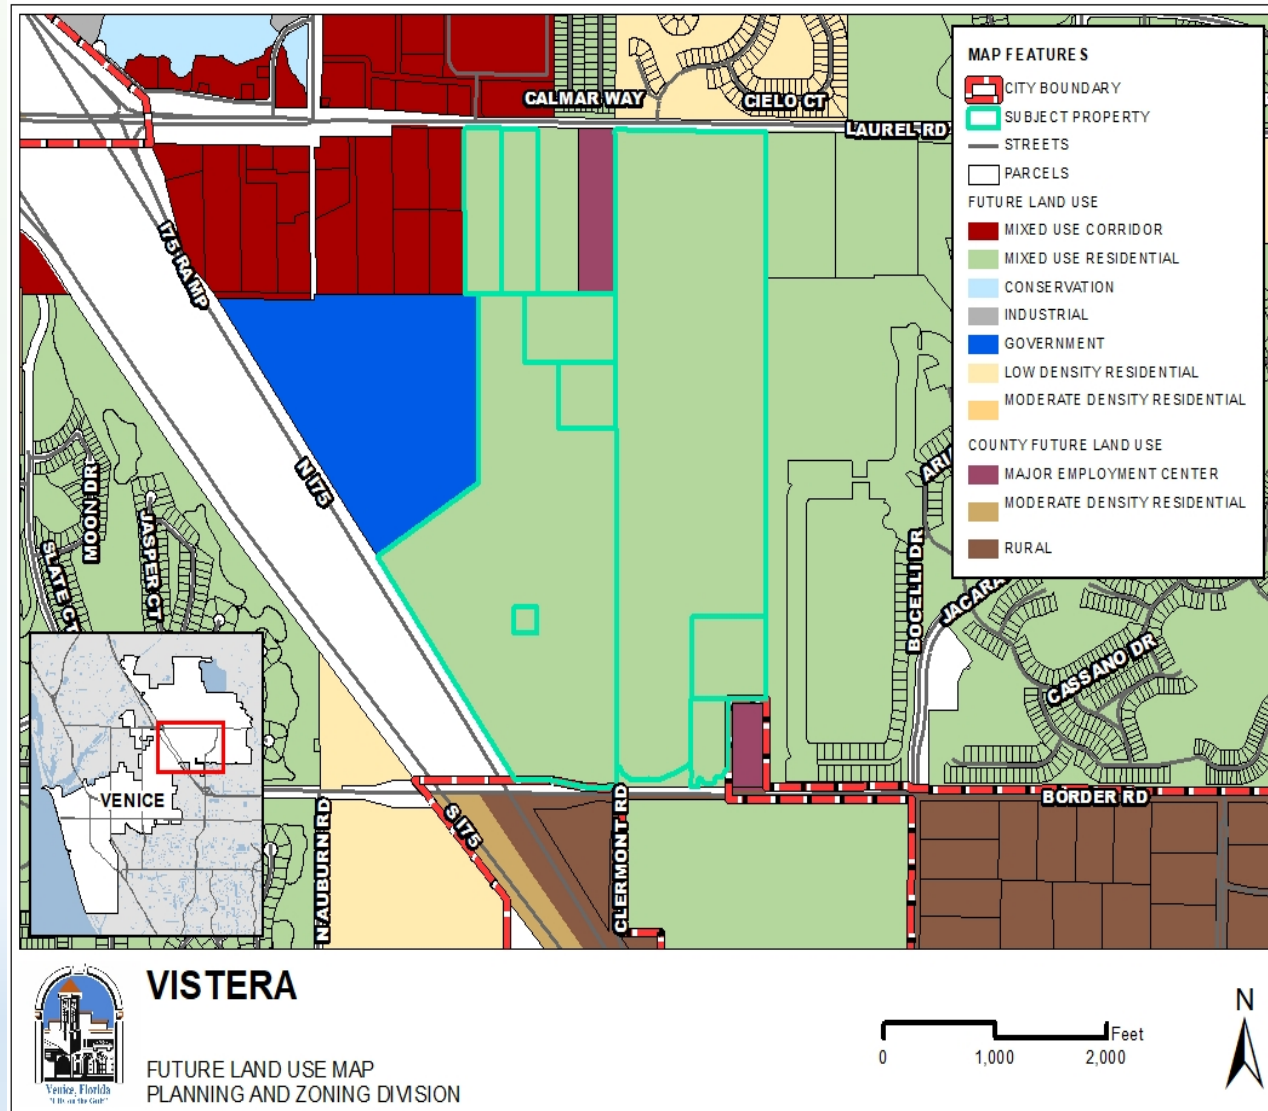 CALMAR WAY
CIELO CT
LAUREL RD
I75 RAMP
N I75
MOON DR
JASPER CT
SLATE CT
BOCELLI DR
CASSANO DR
N AUBURN RD
S I75
CLERMONT RD
BORDER RD
VENICE
MAP FEATURES
CITY BOUNDARY
SUBJECT PROPERTY
STREETS
PARCELS
FUTURE LAND USE
MIXED USE CORRIDOR
MIXED USE RESIDENTIAL
CONSERVATION
INDUSTRIAL
GOVERNMENT
LOW DENSITY RESIDENTIAL
MODERATE DENSITY RESIDENTIAL
COUNTY FUTURE LAND USE
MAJOR EMPLOYMENT CENTER
MODERATE DENSITY RESIDENTIAL
RURAL
VISTERA
FUTURE LAND USE MAP
PLANNING AND ZONING DIVISION
Venice, Florida
N
Feet
0 1,000 2,000